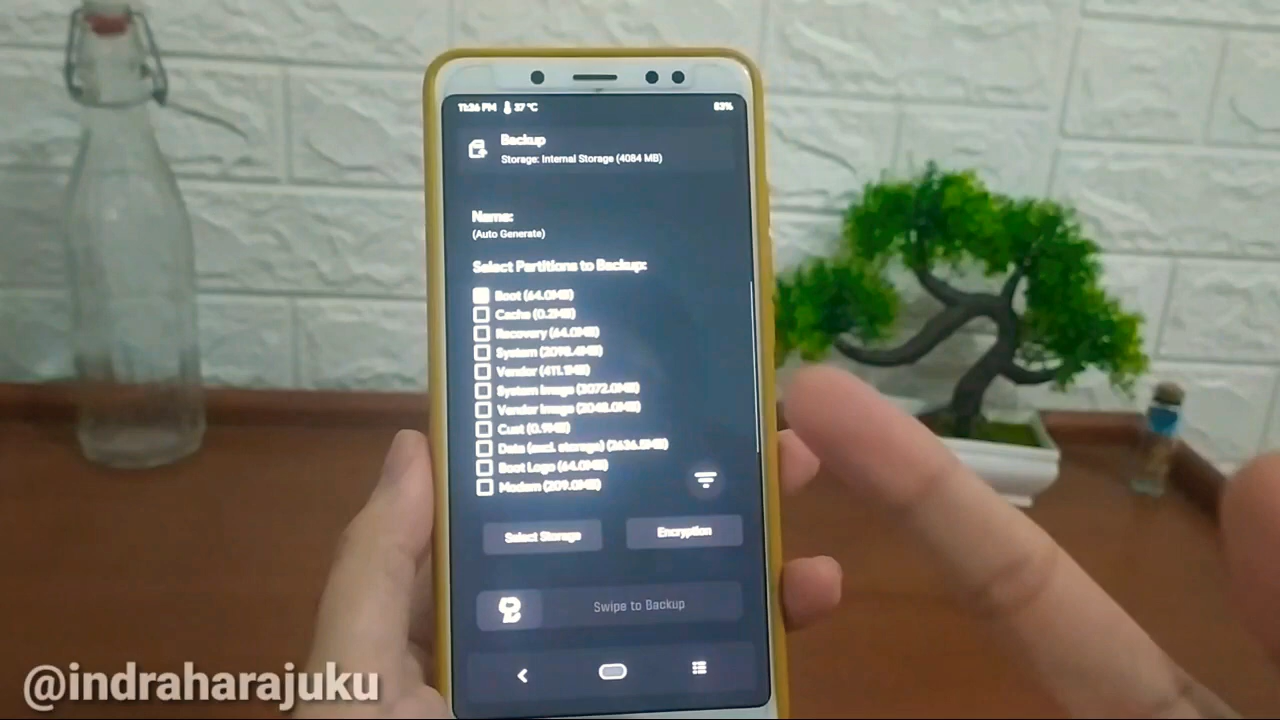 11:26 PM 37 °C 83%
Backup
Storage: Internal Storage (4084 MB)
Name:
(Auto Generate)
Select Partitions to Backup:
Boot (64.0MB)
Cache (0.2MB)
Recovery (64.0MB)
System (2098.4MB)
Vendor (411.1MB)
System Image (3072.0MB)
Vendor Image (2048.0MB)
Cust (0.9MB)
Data (excl. storage) (2636.8MB)
Boot Logo (64.0MB)
Modem (209.0MB)
Select Storage
Encryption
Swipe to Backup
@indraharajuku